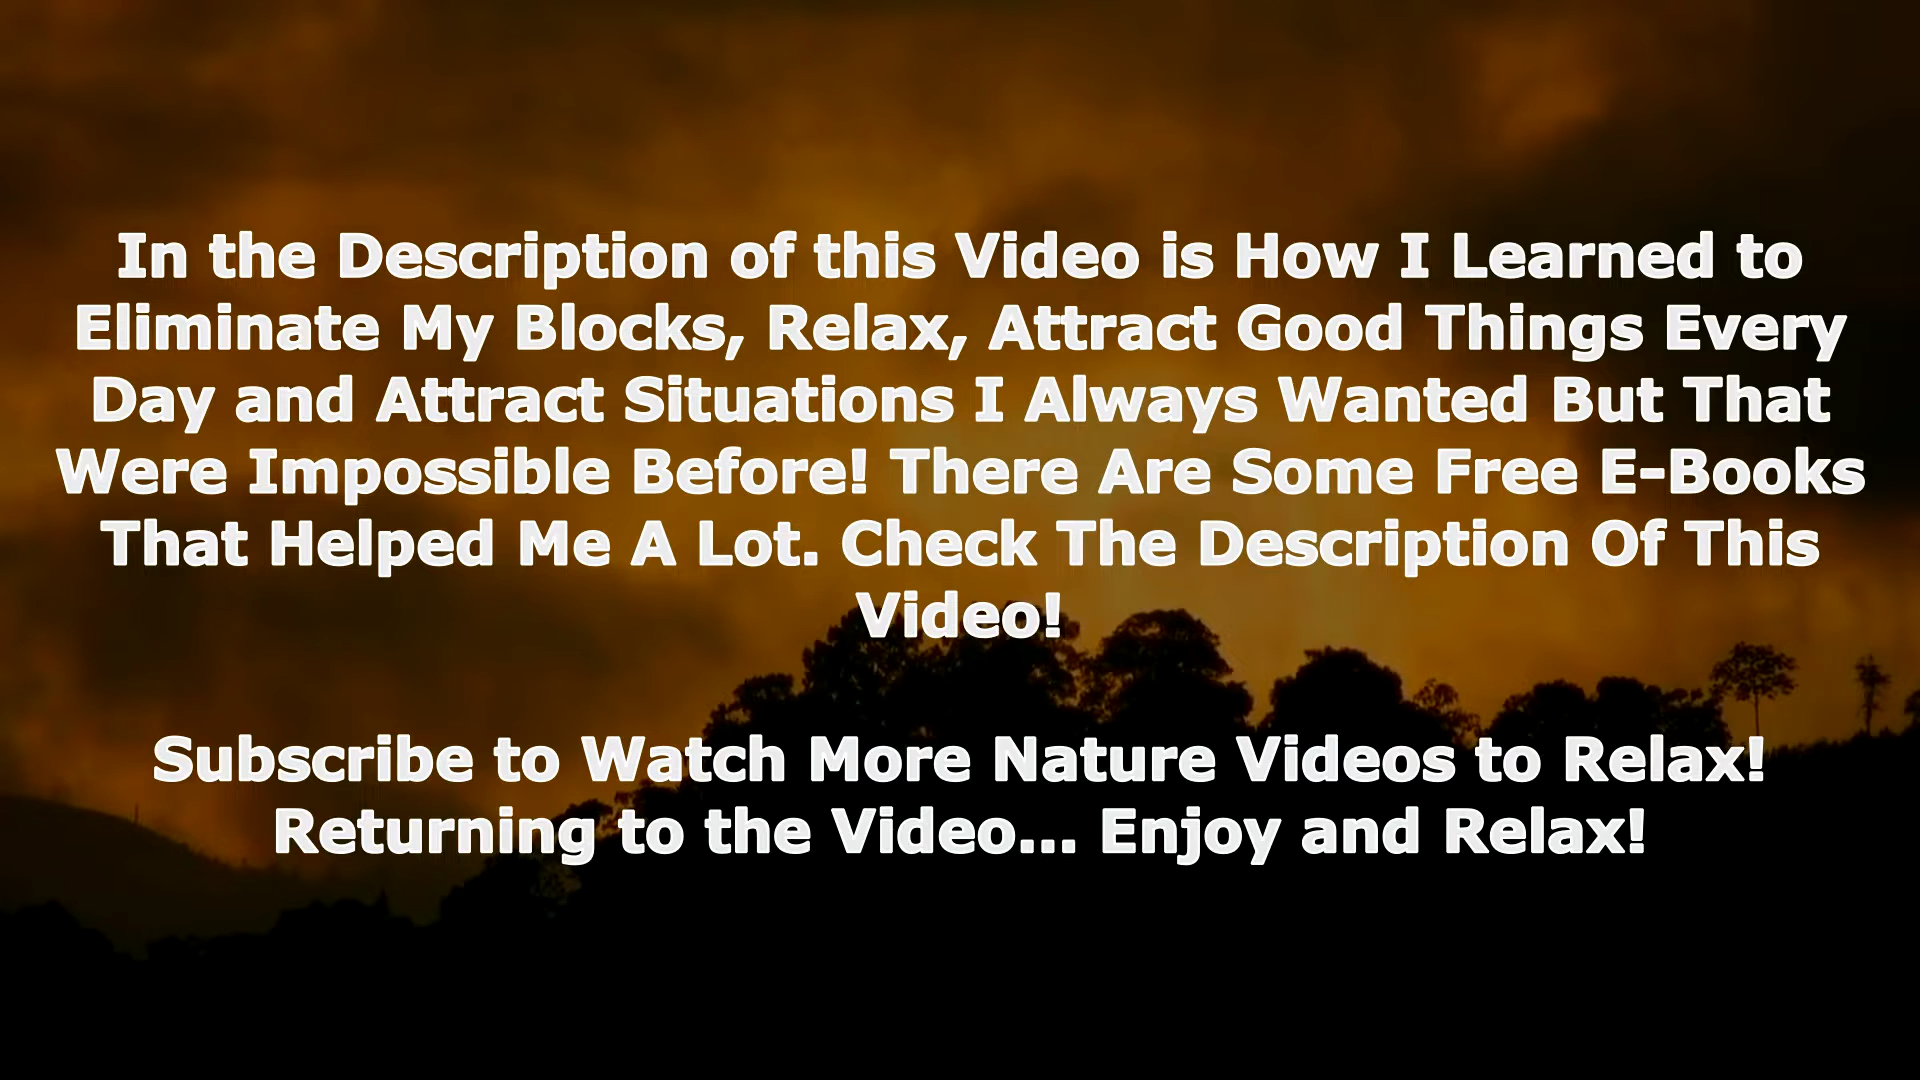 In the Description of this Video is How I Learned to
Eliminate My Blocks, Relax, Attract Good Things Every
Day and Attract Situations I Always Wanted But That
Were Impossible Before! There Are Some Free E-Books
That Helped Me A Lot. Check The Description Of This
Video!
Subscribe to Watch More Nature Videos to Relax!
Returning to the Video... Enjoy and Relax!